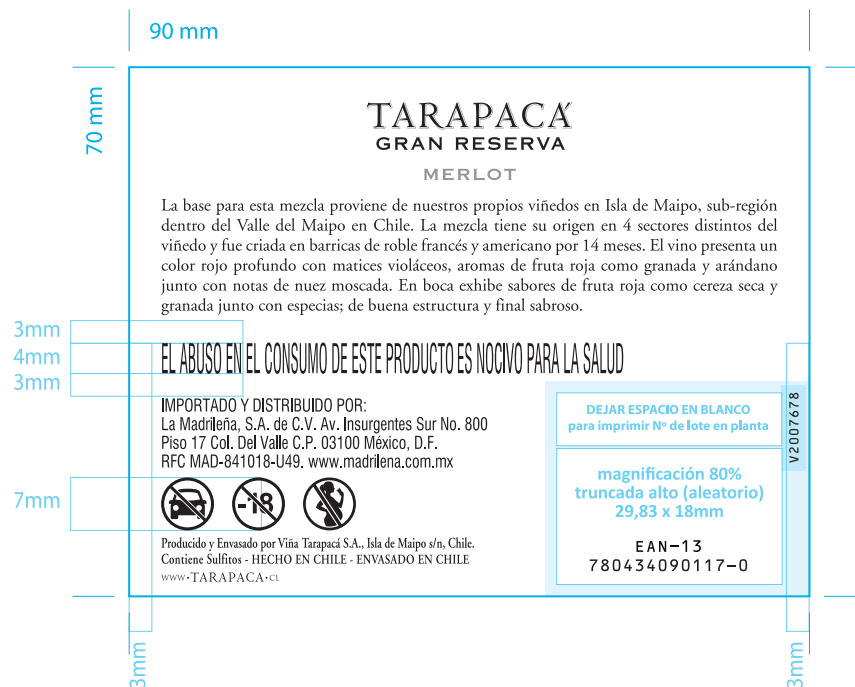 90 mm
70 mm
TARAPACÁ
GRAN RESERVA
MERLOT
La base para esta mezcla proviene de nuestros propios viñedos en Isla de Maipo, sub-región
dentro del Valle del Maipo en Chile. La mezcla tiene su origen en 4 sectores distintos del
viñedo y fue criada en barricas de roble francés y americano por 14 meses. El vino presenta un
color rojo profundo con matices violáceos, aromas de fruta roja como granada y arándano
junto con notas de nuez moscada. En boca exhibe sabores de fruta roja como cereza seca y
granada junto con especias; de buena estructura y final sabroso.
3mm
4mm
3mm
EL ABUSO EN EL CONSUMO DE ESTE PRODUCTO ES NOCIVO PARA LA SALUD
IMPORTADO Y DISTRIBUIDO POR:
La Madrileña, S.A. de C.V. Av. Insurgentes Sur No. 800
Piso 17 Col. Del Valle C.P. 03100 México, D.F.
RFC MAD-841018-U49. www.madrilena.com.mx
7mm
-18
Producido y Envasado por Viña Tarapacá S.A., Isla de Maipo s/n, Chile.
Contiene Sulfitos - HECHO EN CHILE - ENVASADO EN CHILE
WWW•TARAPACA•CL
DEJAR ESPACIO EN BLANCO
para imprimir Nº de lote en planta
V2007678
magnificación 80%
truncada alto (aleatorio)
29,83 x 18mm
EAN-13
780434090117-0
3mm
3mm